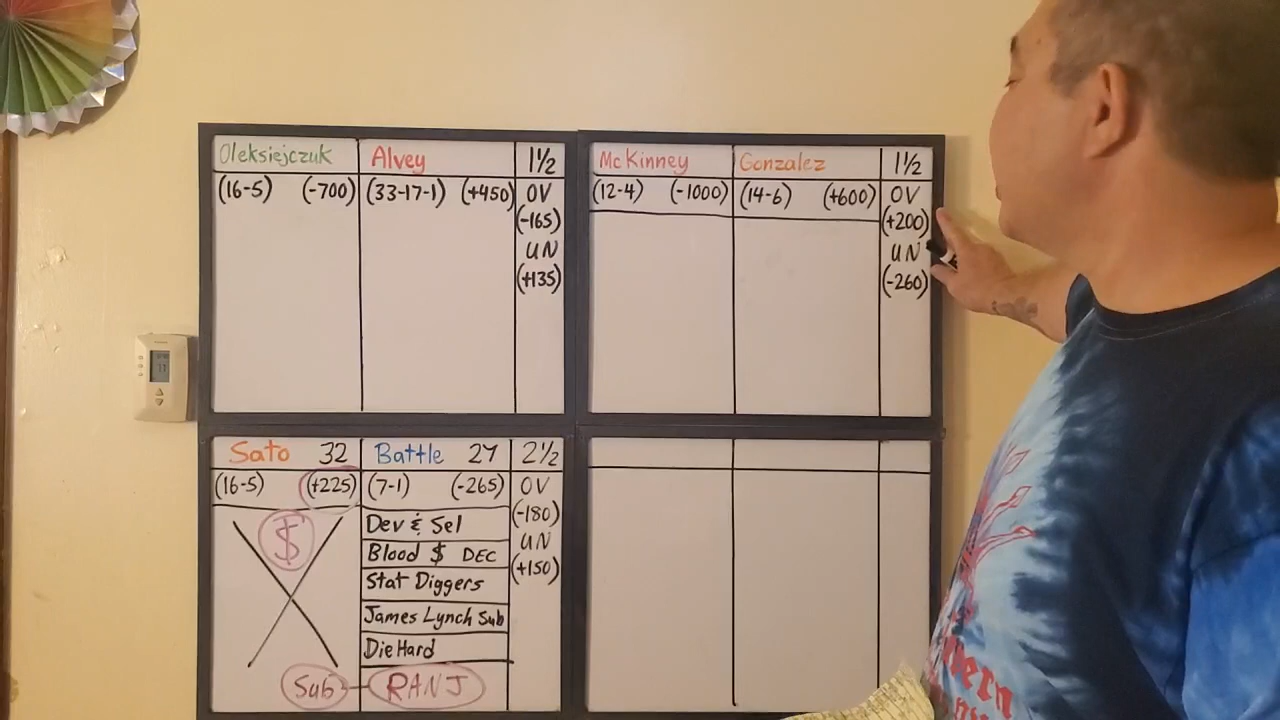 Oleksiejczuk Alvey 1½
(16-5) (-700) (33-17-1) (+450) OV
(-165)
UN
(+135)
McKinney Gonzalez 1½
(12-4) (-1000) (14-6) (+600) OV
(+200)
UN
(-260)
Sato 32 Battle 27 2½
(16-5) (+225) (7-1) (-265) OV
(-180)
UN
(+150)
$
Dev & Sel
Blood $ DEC
Stat Diggers
James Lynch Sub
Die Hard
Sub RANJ